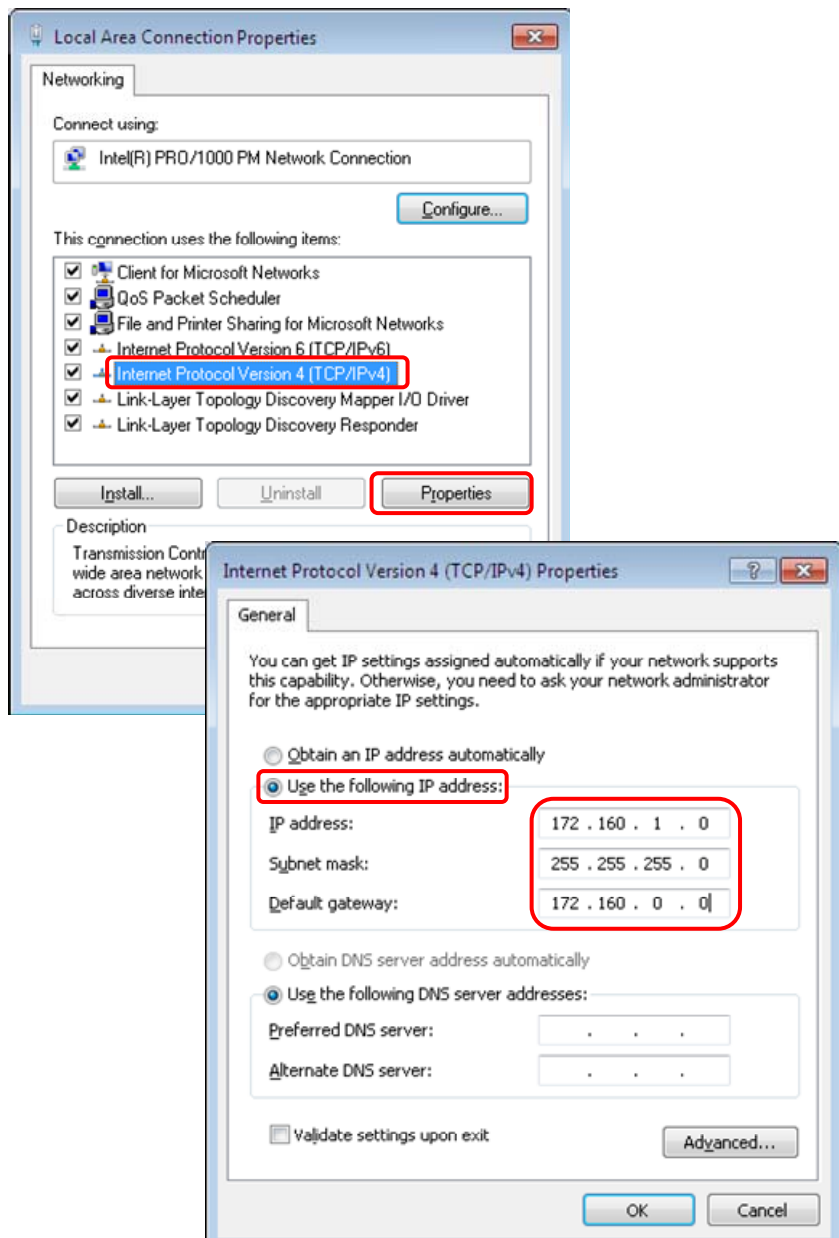 Local Area Connection Properties
Networking
Connect using:
Intel(R) PRO/1000 PM Network Connection
Configure...
This connection uses the following items:
Client for Microsoft Networks
QoS Packet Scheduler
File and Printer Sharing for Microsoft Networks
Internet Protocol Version 6 (TCP/IPv6)
Internet Protocol Version 4 (TCP/IPv4)
Link-Layer Topology Discovery Mapper I/O Driver
Link-Layer Topology Discovery Responder
Install...
Uninstall
Properties
Description
Transmission Contr
wide area network
across diverse inte
Internet Protocol Version 4 (TCP/IPv4) Properties
General
You can get IP settings assigned automatically if your network supports
this capability. Otherwise, you need to ask your network administrator
for the appropriate IP settings.
Obtain an IP address automatically
Use the following IP address:
IP address: 172 . 160 . 1 . 0
Subnet mask: 255 . 255 . 255 . 0
Default gateway: 172 . 160 . 0 . 0
Obtain DNS server address automatically
Use the following DNS server addresses:
Preferred DNS server: . . .
Alternate DNS server: . . .
Validate settings upon exit
Advanced...
OK
Cancel